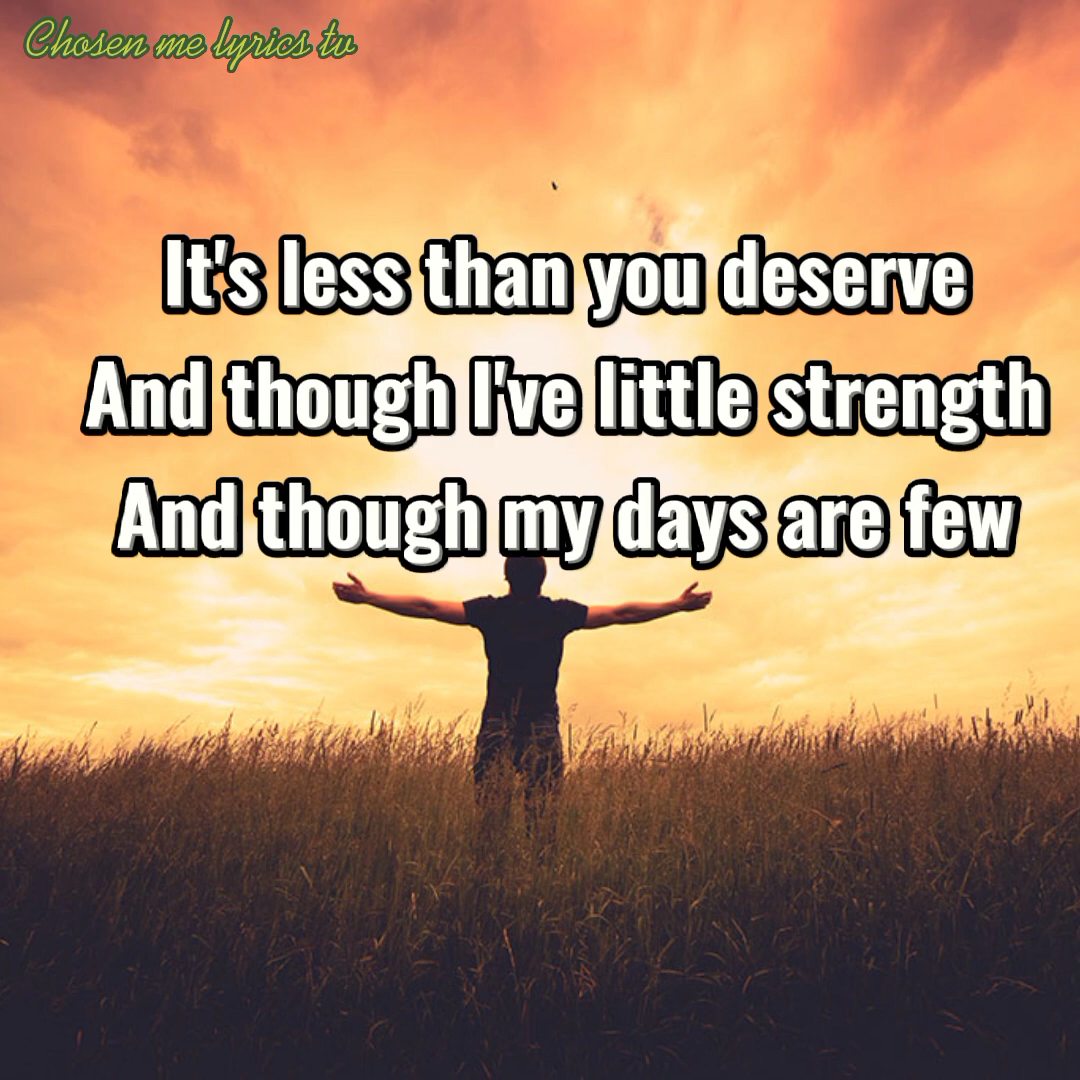 Chosen me lyrics tv
It's less than you deserve
And though I've little strength
And though my days are few